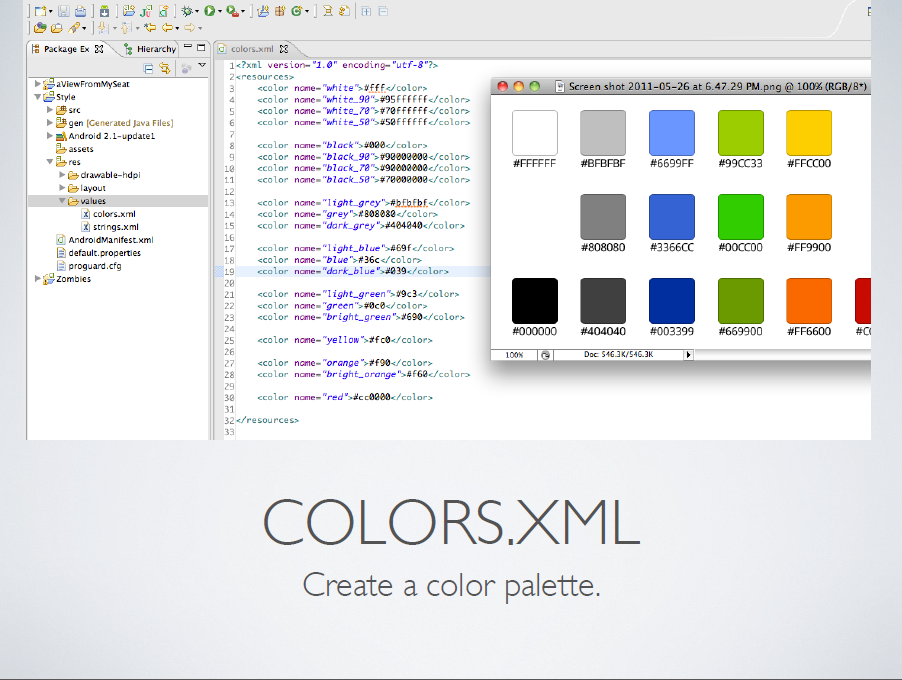 Package Ex
Hierarchy
aViewFromMySeat
Style
src
gen [Generated Java Files]
Android 2.1-update1
assets
res
drawable-hdpi
layout
values
colors.xml
strings.xml
AndroidManifest.xml
default.properties
proguard.cfg
Zombies
colors.xml
1 <?xml version="1.0" encoding="utf-8"?>
2 <resources>
3 <color name="white">#fff</color>
4 <color name="white_90">#95ffffff</color>
5 <color name="white_70">#70ffffff</color>
6 <color name="white_50">#50ffffff</color>
7
8 <color name="black">#000</color>
9 <color name="black_90">#90000000</color>
10 <color name="black_70">#90000000</color>
11 <color name="black_50">#70000000</color>
12
13 <color name="light_grey">#bfbfbf</color>
14 <color name="grey">#808080</color>
15 <color name="dark_grey">#404040</color>
16
17 <color name="light_blue">#69f</color>
18 <color name="blue">#36c</color>
19 <color name="dark_blue">#039</color>
20
21 <color name="light_green">#9c3</color>
22 <color name="green">#0c0</color>
23 <color name="bright_green">#690</color>
24
25 <color name="yellow">#fc0</color>
26
27 <color name="orange">#f90</color>
28 <color name="bright_orange">#f60</color>
29
30 <color name="red">#cc0000</color>
31
32 </resources>
33
Screen shot 2011-05-26 at 6.47.29 PM.png @ 100% (RGB/8*)
#FFFFFF #BFBFBF #6699FF #99CC33 #FFCC00
#808080 #3366CC #00CC00 #FF9900
#000000 #404040 #003399 #669900 #FF6600 #C
100% Doc: 546.3K/546.3K
COLORS.XML
Create a color palette.